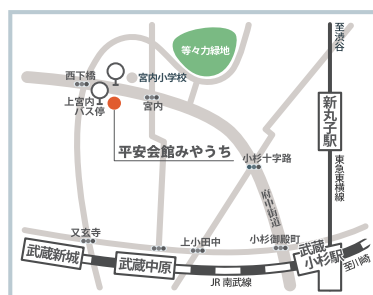 至渋谷
等々力緑地
西下橋
宮内小学校
上宮内
バス停
宮内
新丸子駅
平安会館みやうち
小杉十字路
東急東横線
府中街道
又玄寺
上小田中
小杉御殿町
武蔵新城
武蔵中原
武蔵
小杉駅
至川崎
JR 南武線